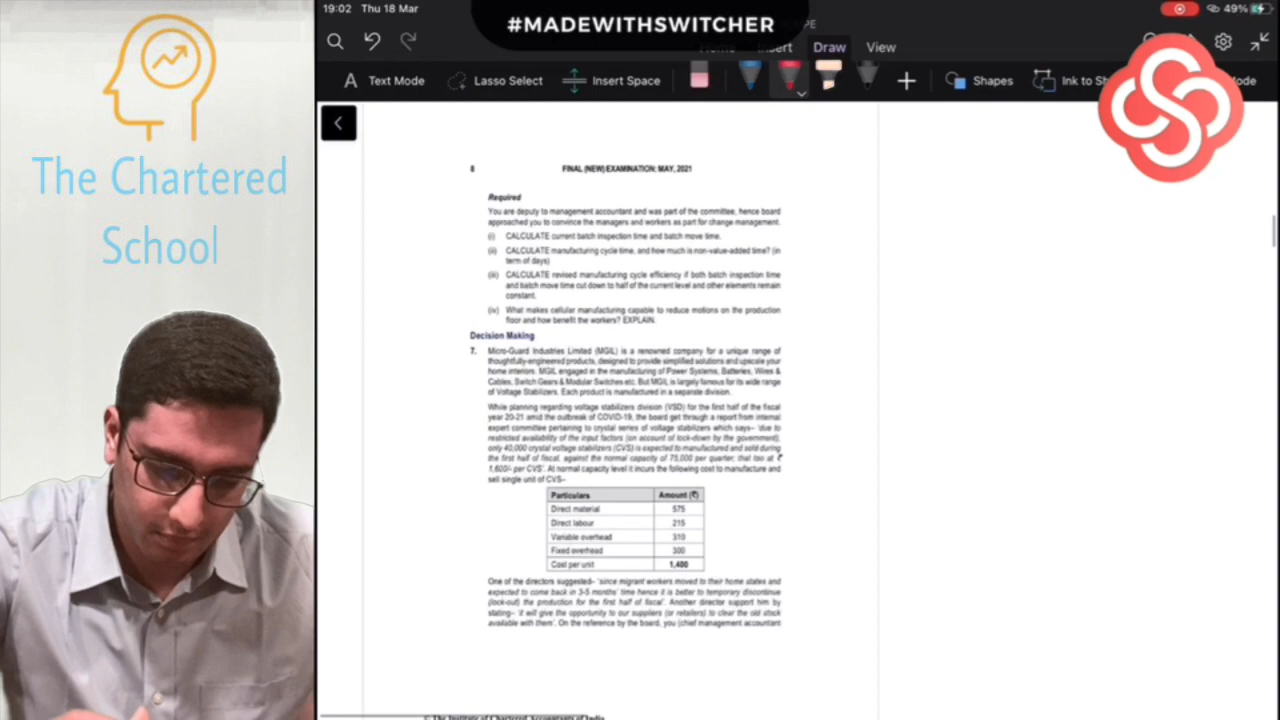 19:02 Thu 18 Mar
#MADEWITHSWITCHER
49%
Home Insert Draw View
Text Mode Lasso Select Insert Space Shapes Ink to Sh ode
The Chartered
School
8 FINAL (NEW) EXAMINATION: MAY, 2021
Required
You are deputy to management accountant and was part of the committee, hence board
approached you to convince the managers and workers as part for change management.
(i) CALCULATE current batch inspection time and batch move time.
(ii) CALCULATE manufacturing cycle time, and how much is non-value-added time? (in
term of days)
(iii) CALCULATE revised manufacturing cycle efficiency if both batch inspection time
and batch move time cut down to half of the current level and other elements remain
constant.
(iv) What makes cellular manufacturing capable to reduce motions on the production
floor and how benefit the workers? EXPLAIN.
Decision Making
7. Micro-Guard Industries Limited (MGIL) is a renowned company for a unique range of
thoughtfully-engineered products, designed to provide simplified solutions and upscale your
home interiors. MGIL engaged in the manufacturing of Power Systems, Batteries, Wires &
Cables, Switch Gears & Modular Switches etc. But MGIL is largely famous for its wide range
of Voltage Stabilizers. Each product is manufactured in a separate division.
While planning regarding voltage stabilizers division (VSD) for the first half of the fiscal
year 20-21 amid the outbreak of COVID-19, the board get through a report from internal
expert committee pertaining to crystal series of voltage stabilizers which says- 'due to
restricted availability of the input factors (on account of lock-down by the government),
only 40,000 crystal voltage stabilizers (CVS) is expected to manufactured and sold during
the first half of fiscal, against the normal capacity of 75,000 per quarter; that too at ₹
1,600/- per CVS'. At normal capacity level it incurs the following cost to manufacture and
sell single unit of CVS–
Particulars Amount (₹)
Direct material 575
Direct labour 215
Variable overhead 310
Fixed overhead 300
Cost per unit 1,400
One of the directors suggested– 'since migrant workers moved to their home states and
expected to come back in 3-5 months' time hence it is better to temporary discontinue
(lock-out) the production for the first half of fiscal'. Another director support him by
stating– 'it will give the opportunity to our suppliers (or retailers) to clear the old stock
available with them'. On the reference by the board, you (chief management accountant
© The Institute of Chartered Accountants of India